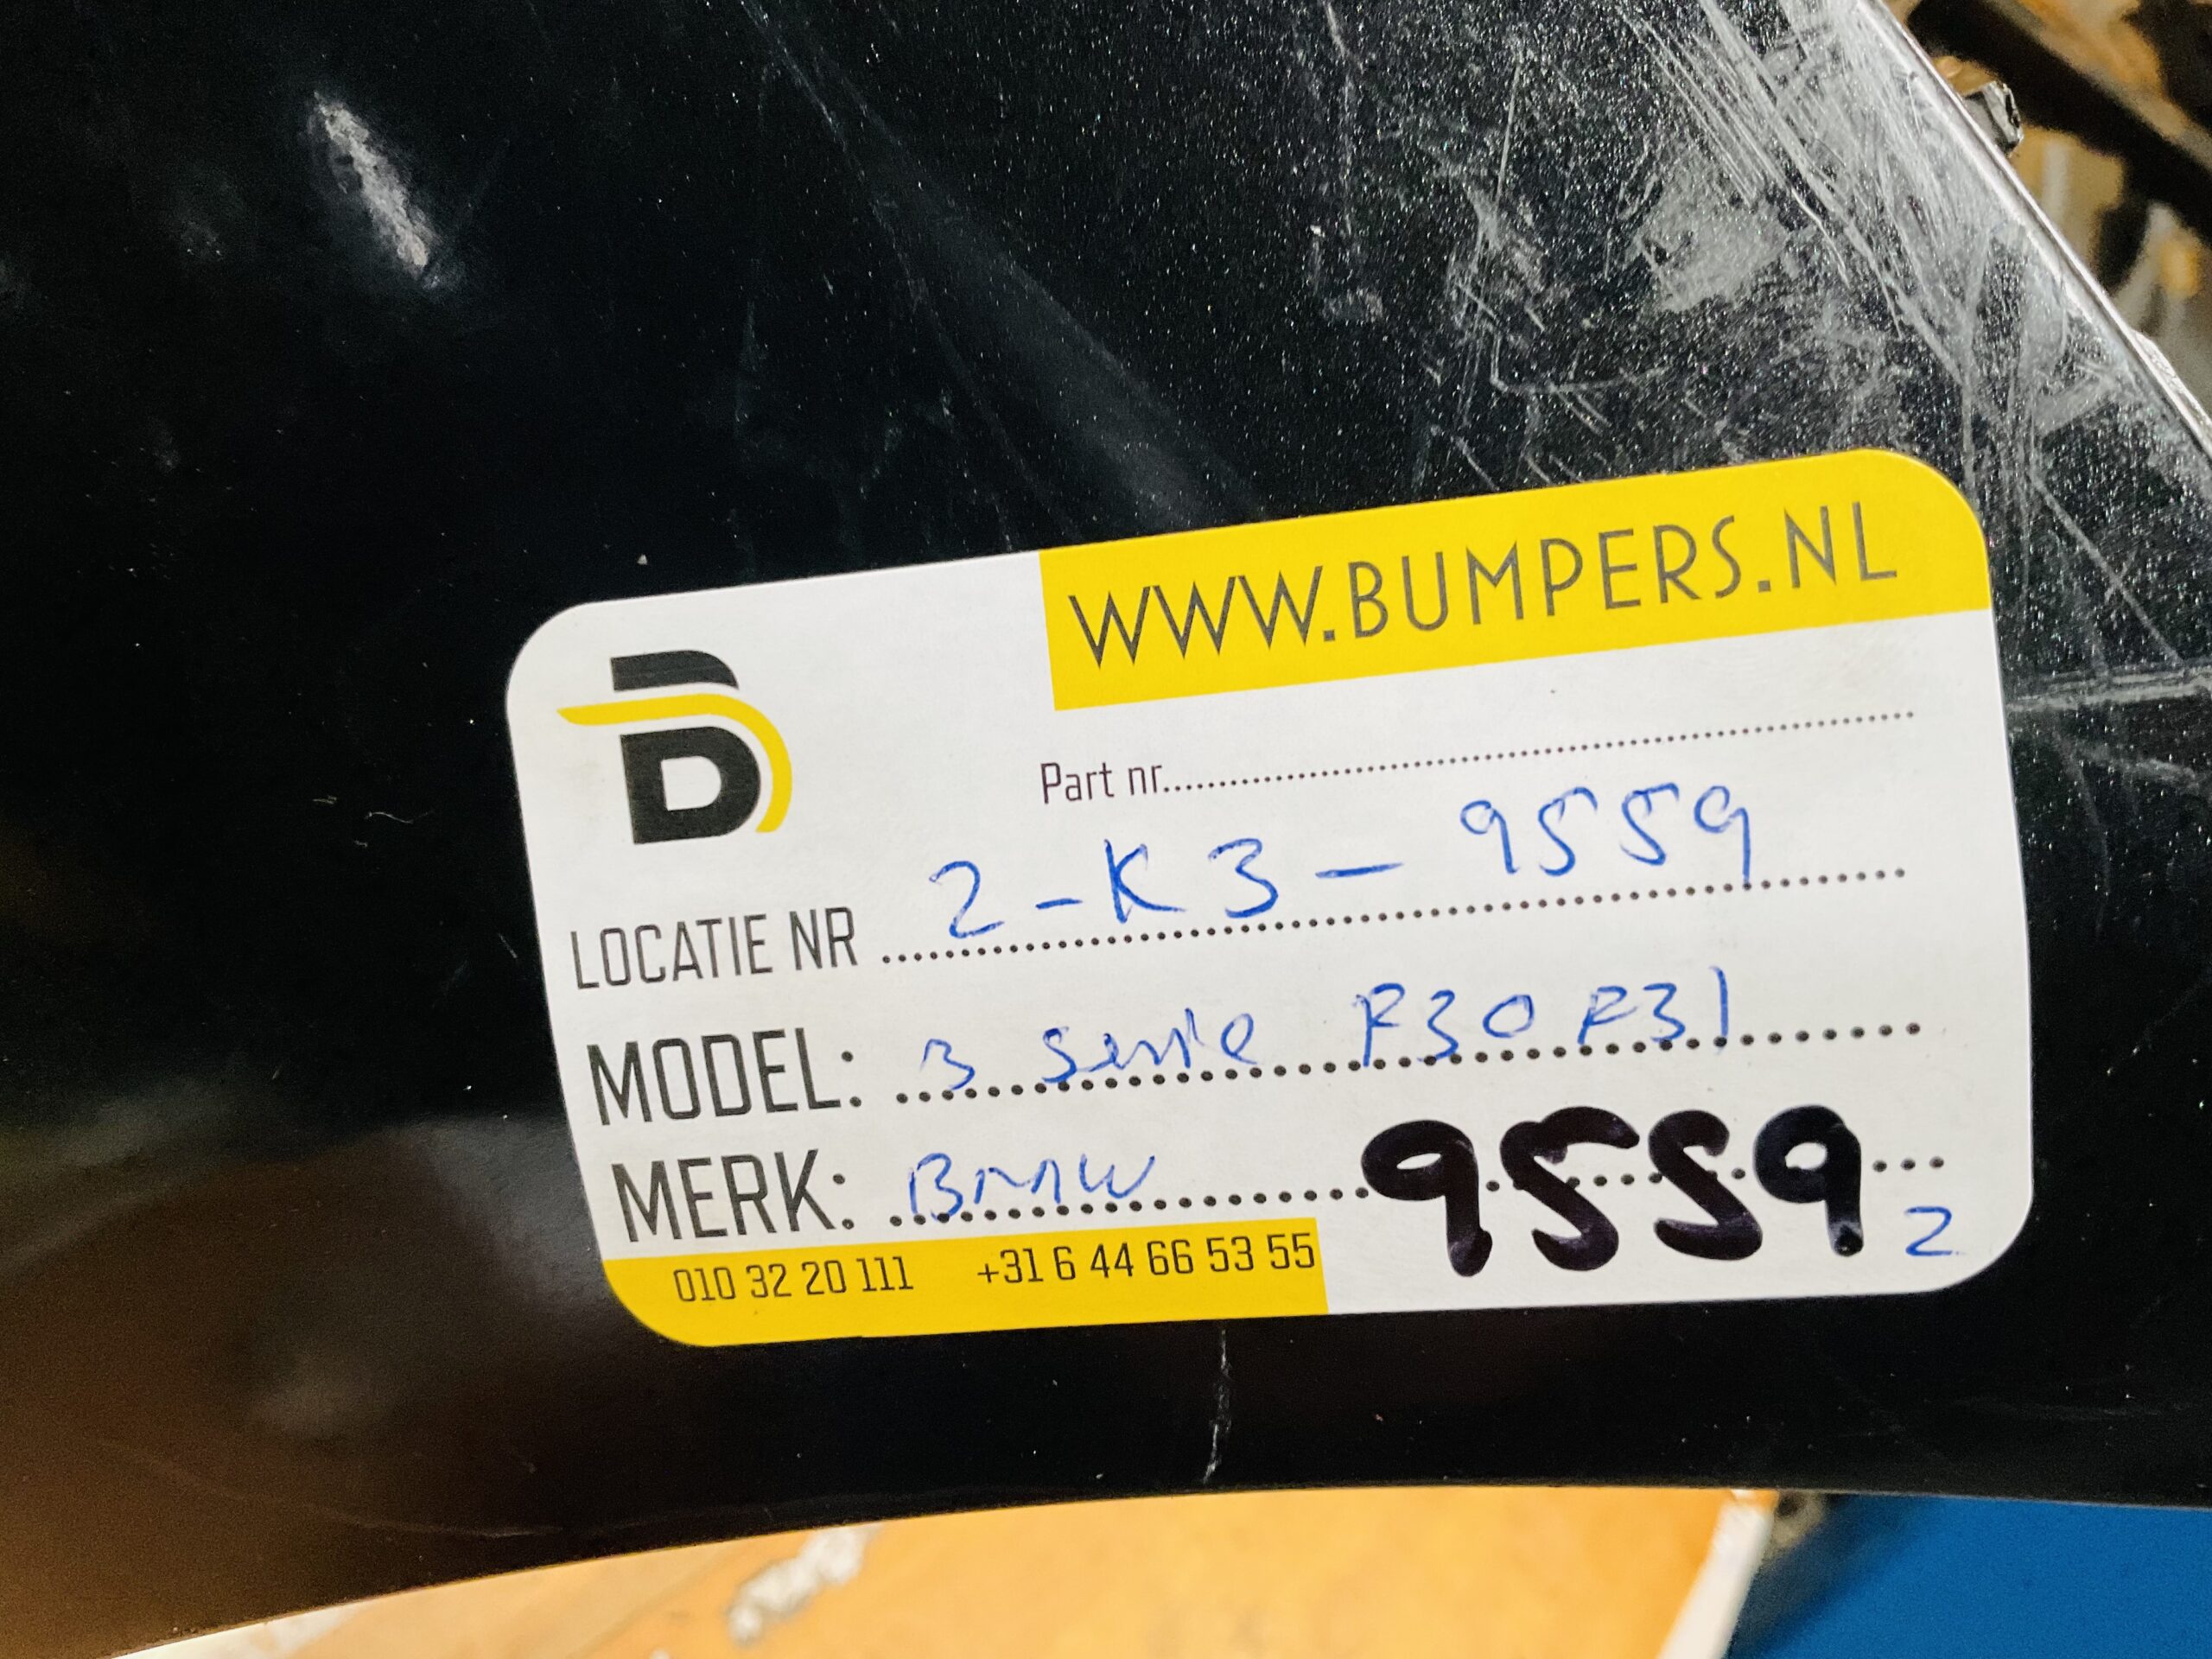 WWW.BUMPERS.NL
B
Part nr.........................................
LOCATIE NR 2-K3-9559
MODEL: 3 Serie F30 F31
MERK: BMW 9559
2
010 32 20 111 +31 6 44 66 53 55